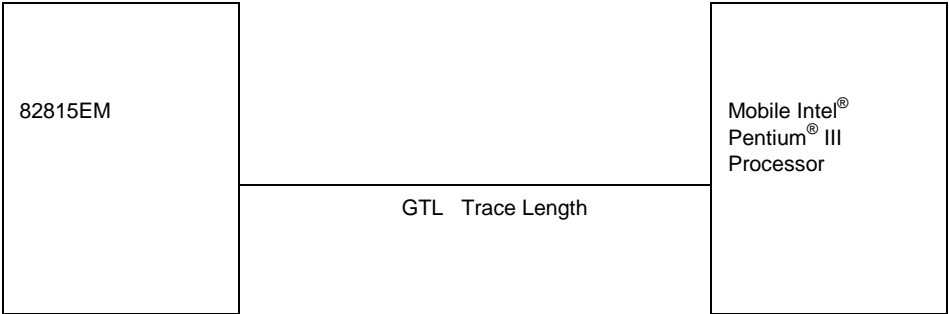 82815EM
Mobile Intel®
Pentium® III
Processor
GTL Trace Length